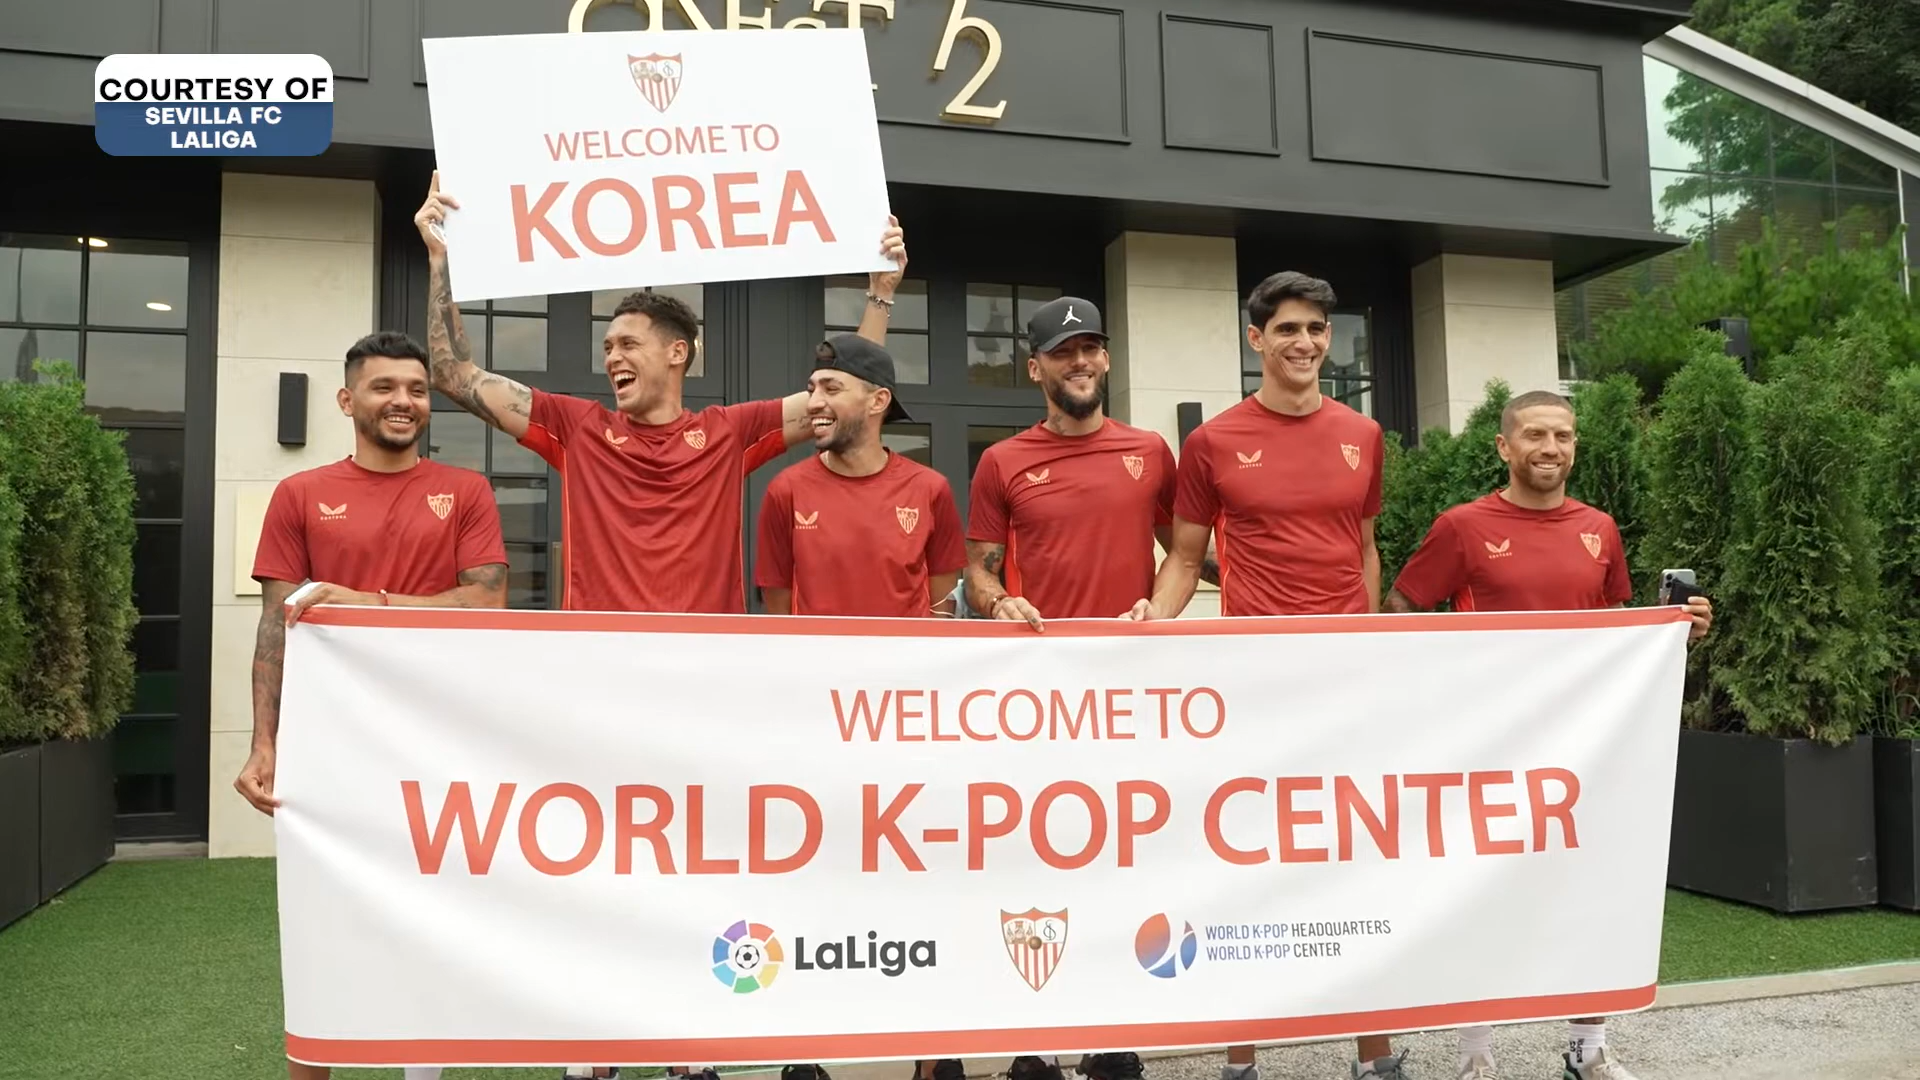 COURTESY OF
SEVILLA FC
LALIGA
WELCOME TO
KOREA
2
WELCOME TO
WORLD K-POP CENTER
LaLiga
WORLD K-POP HEADQUARTERS
WORLD K-POP CENTER